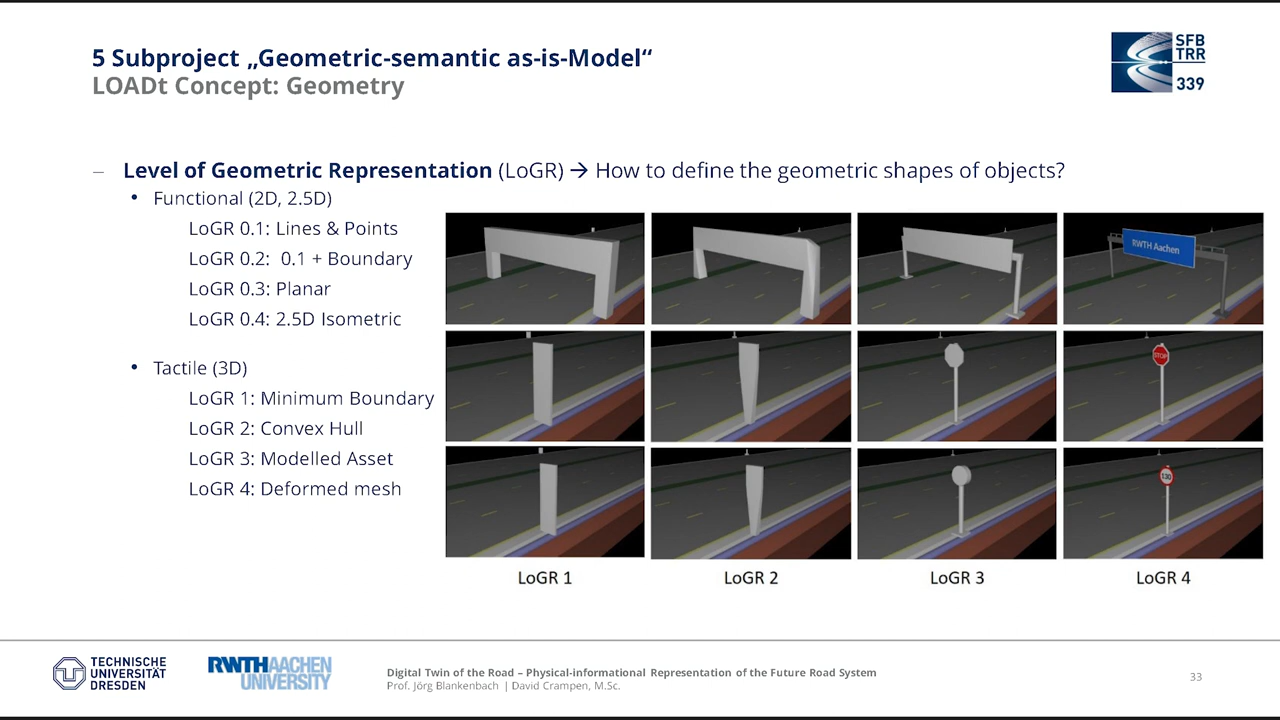 5 Subproject „Geometric-semantic as-is-Model“
LOADt Concept: Geometry
SFB
TRR
339
– Level of Geometric Representation (LoGR) → How to define the geometric shapes of objects?
• Functional (2D, 2.5D)
LoGR 0.1: Lines & Points
LoGR 0.2: 0.1 + Boundary
LoGR 0.3: Planar
LoGR 0.4: 2.5D Isometric
• Tactile (3D)
LoGR 1: Minimum Boundary
LoGR 2: Convex Hull
LoGR 3: Modelled Asset
LoGR 4: Deformed mesh
RWTH Aachen
STOP
130
LoGR 1
LoGR 2
LoGR 3
LoGR 4
TECHNISCHE
UNIVERSITÄT
DRESDEN
RWTH AACHEN
UNIVERSITY
Digital Twin of the Road – Physical-informational Representation of the Future Road System
Prof. Jörg Blankenbach | David Crampen, M.Sc.
33